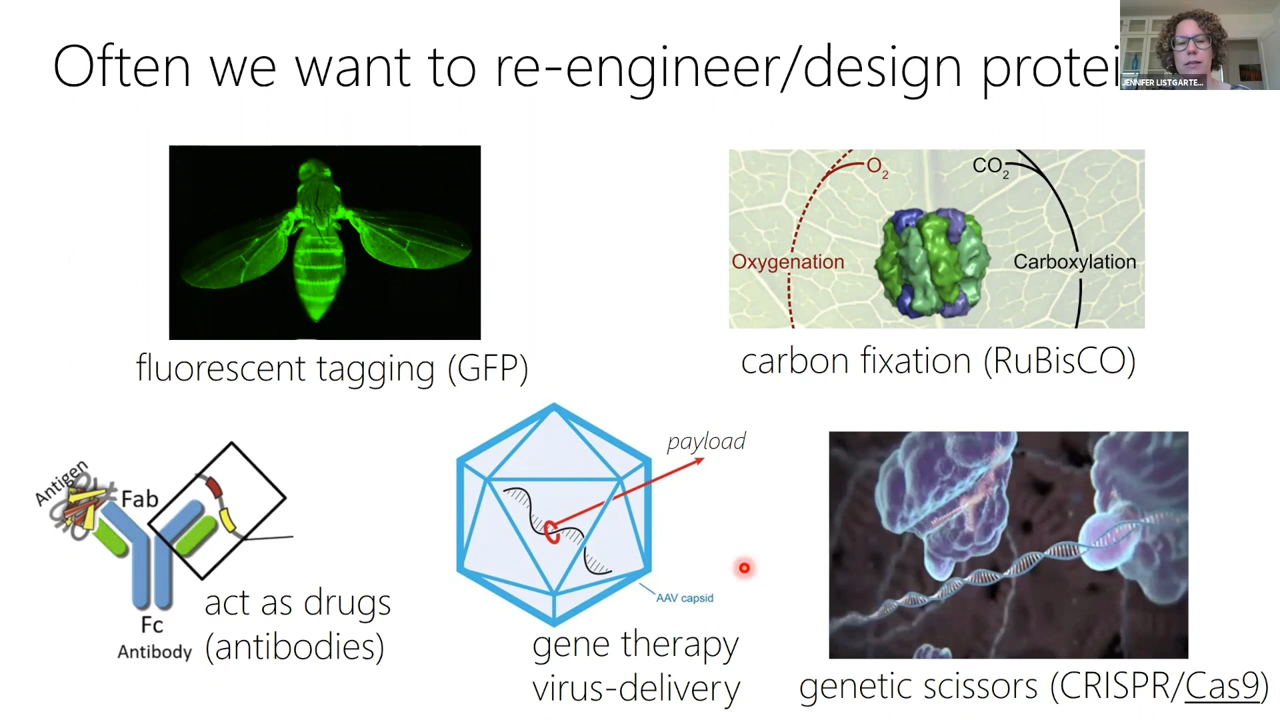 Often we want to re-engineer/design protei
JENNIFER LISTGARTE...
O2
CO2
Oxygenation
Carboxylation
fluorescent tagging (GFP)
carbon fixation (RuBisCO)
payload
Antigen
Fab
AAV capsid
act as drugs
(antibodies)
Fc
Antibody
gene therapy
virus-delivery
genetic scissors (CRISPR/Cas9)